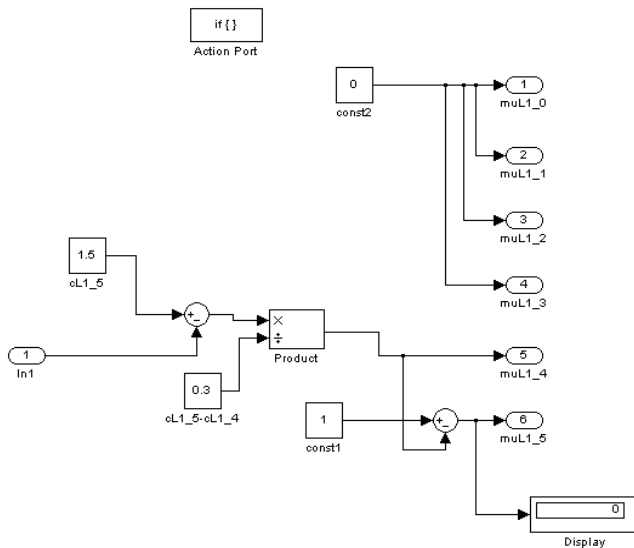 if { }
Action Port
0
const2
1
muL1_0
2
muL1_1
3
muL1_2
1.5
cL1_5
4
muL1_3
+
−
×
÷
Product
1
In1
5
muL1_4
0.3
cL1_5-cL1_4
1
const1
+
−
6
muL1_5
0
Display